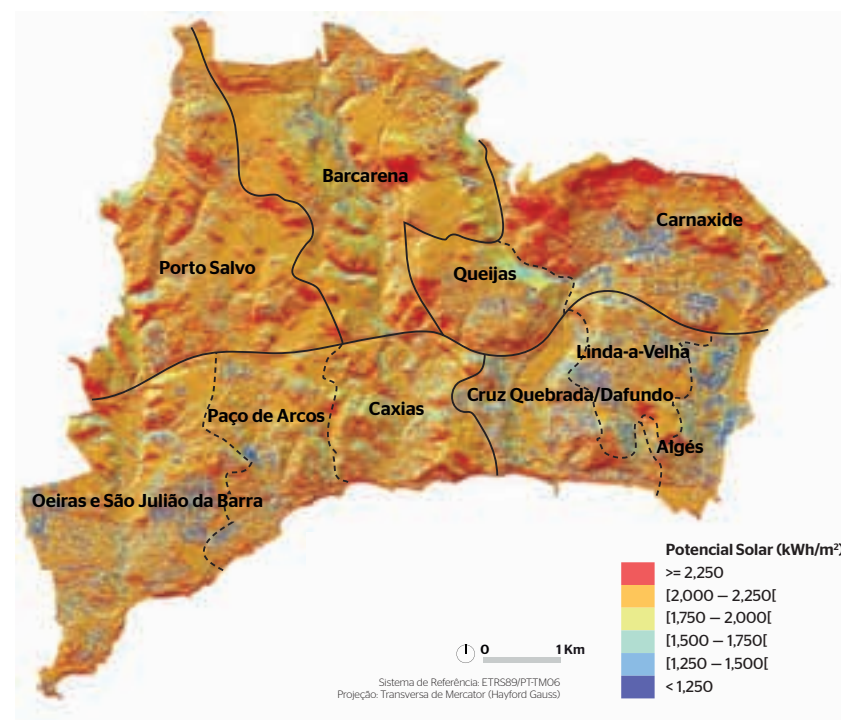 Barcarena
Carnaxide
Porto Salvo
Queijas
Linda-a-Velha
Cruz Quebrada/Dafundo
Paço de Arcos
Caxias
Algés
Oeiras e São Julião da Barra
Potencial Solar (kWh/m²)
>= 2,250
[2,000 – 2,250[
[1,750 – 2,000[
[1,500 – 1,750[
[1,250 – 1,500[
< 1,250
0 1 Km
Sistema de Referência: ETRS89/PT-TM06
Projeção: Transversa de Mercator (Hayford Gauss)